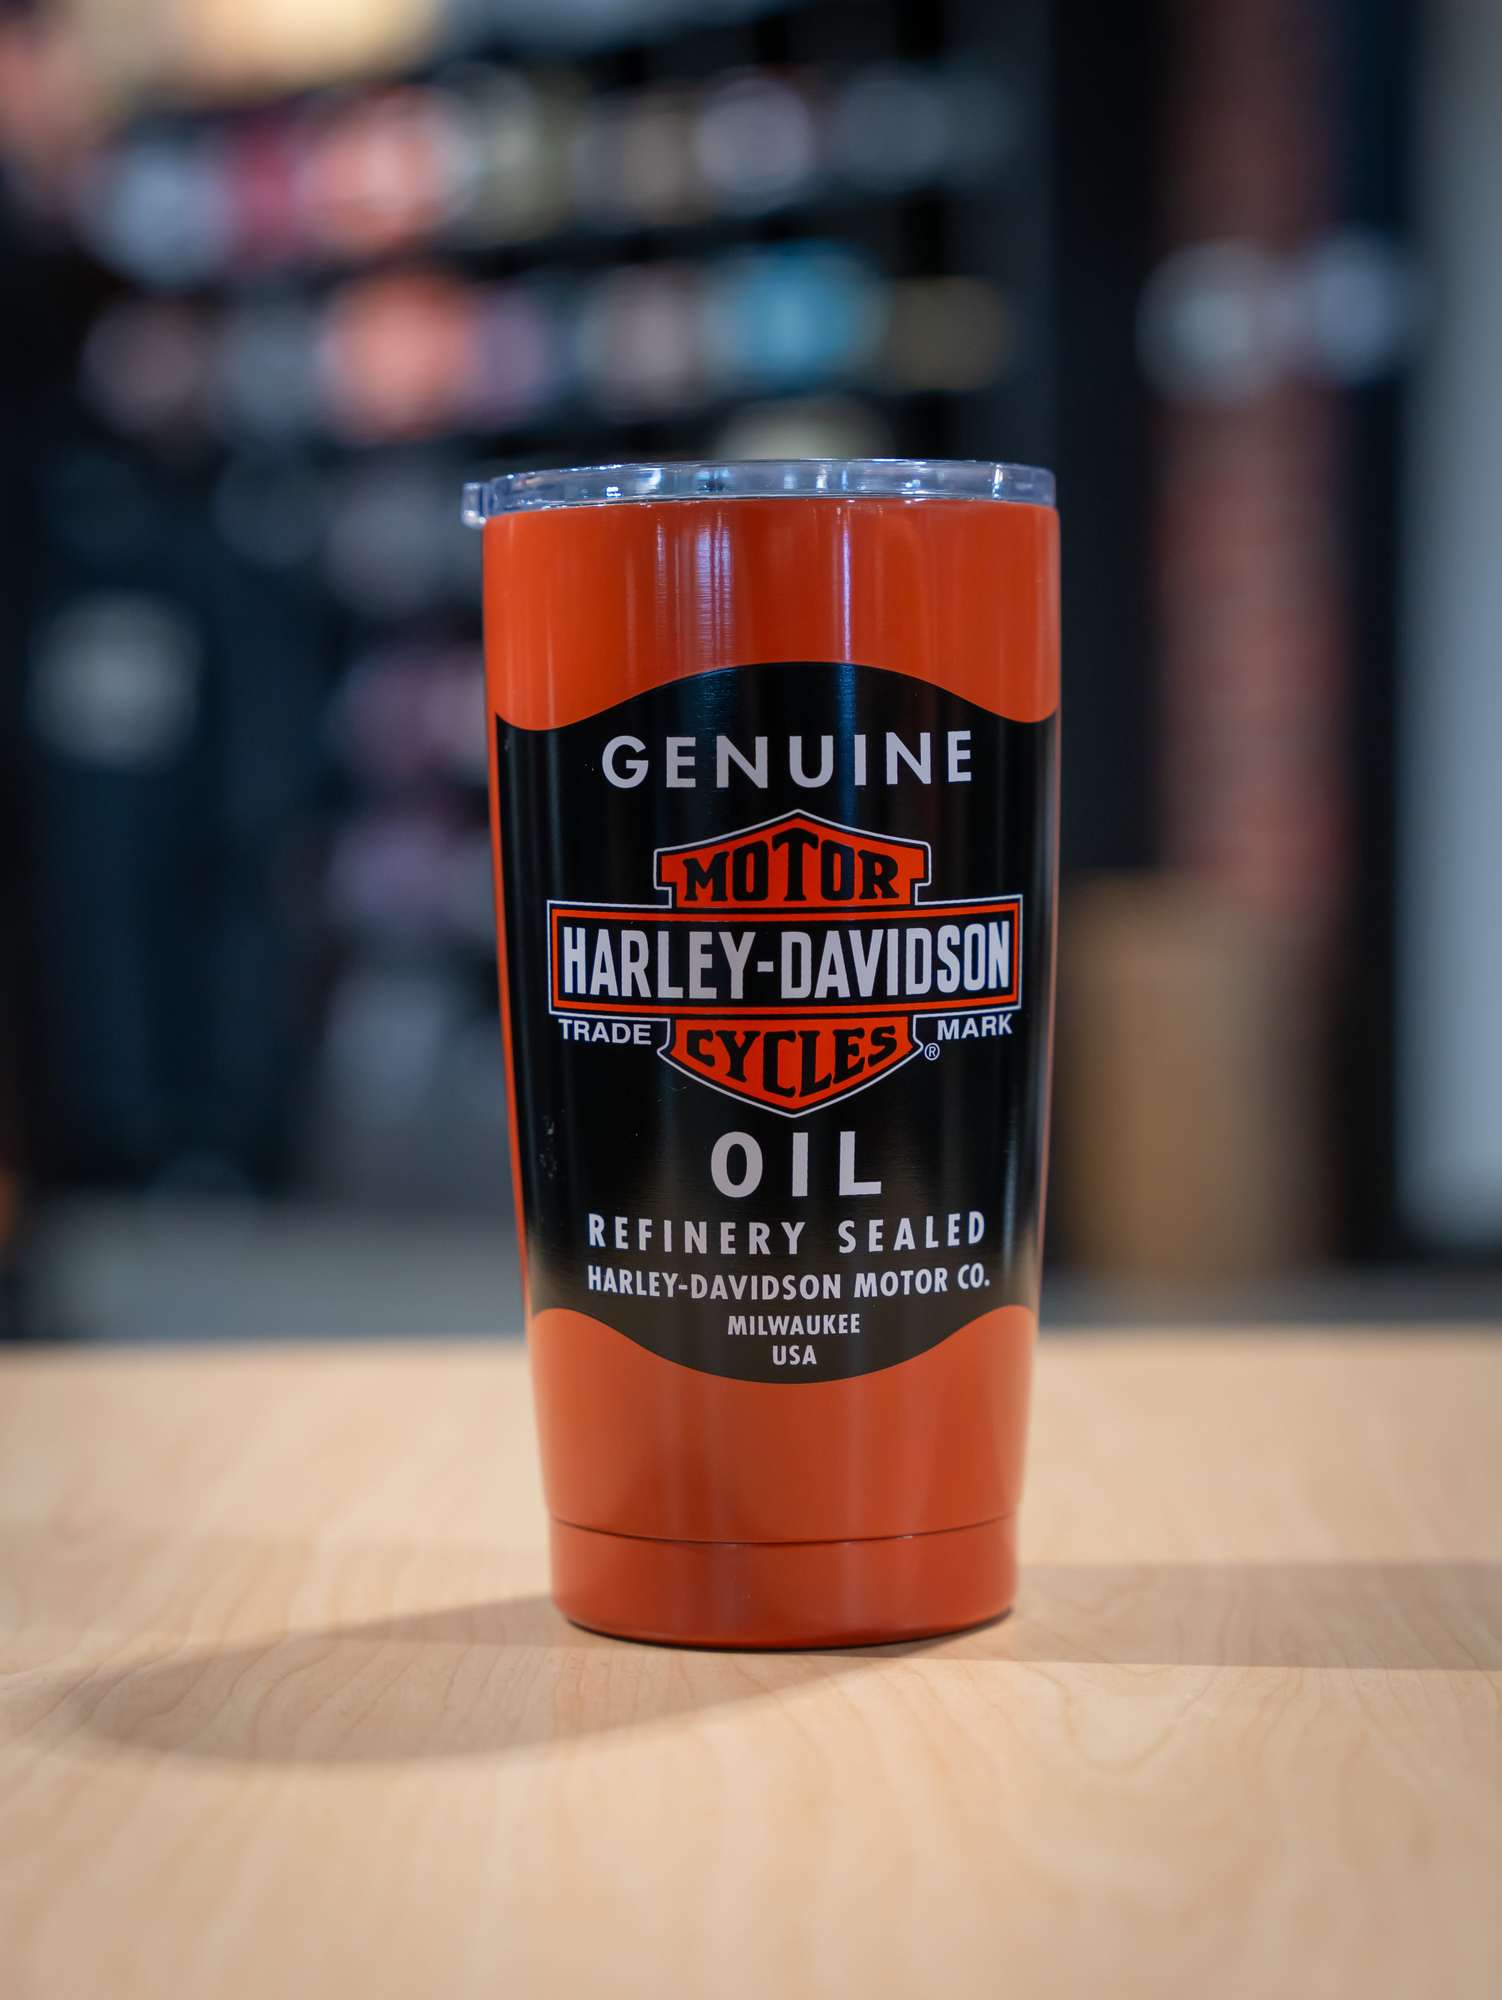 GENUINE
MOTOR
HARLEY-DAVIDSON
TRADE MARK
CYCLES ®
OIL
REFINERY SEALED
HARLEY-DAVIDSON MOTOR CO.
MILWAUKEE
USA